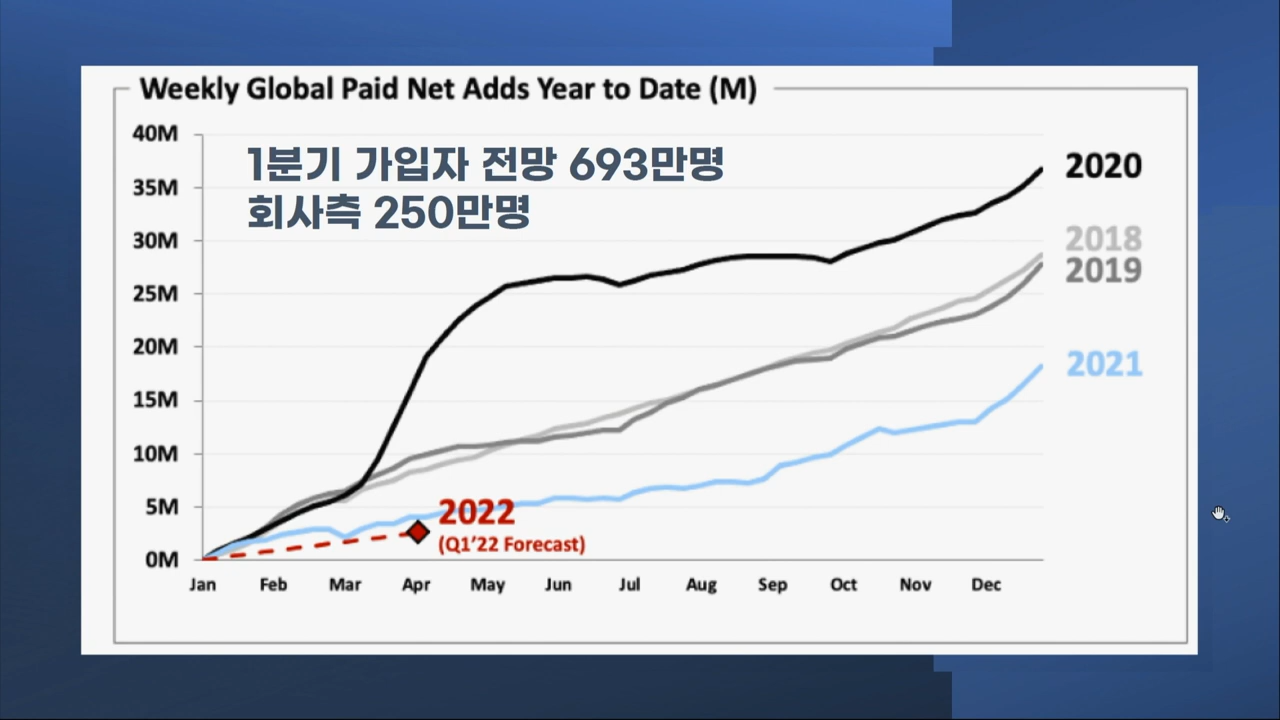 Weekly Global Paid Net Adds Year to Date (M)
40M
1분기 가입자 전망 693만명
2020
35M
회사측 250만명
30M
2018
2019
25M
20M
2021
15M
10M
5M
2022
(Q1'22 Forecast)
0M
Jan Feb Mar Apr May Jun Jul Aug Sep Oct Nov Dec